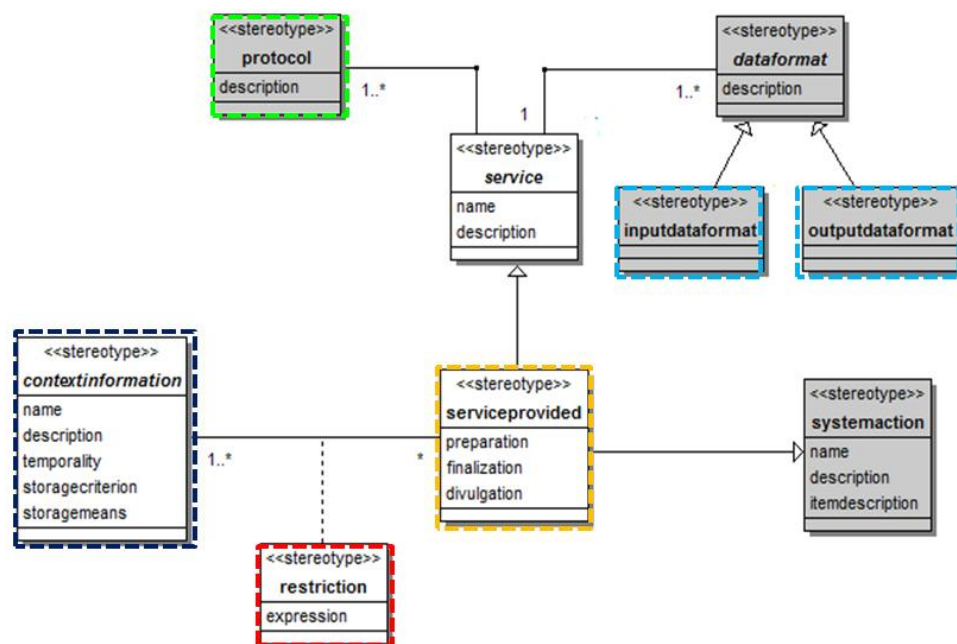 <<stereotype>>
protocol
description
1..*
<<stereotype>>
dataformat
description
1..*
1
<<stereotype>>
service
name
description
<<stereotype>>
inputdataformat
<<stereotype>>
outputdataformat
<<stereotype>>
contextinformation
name
description
temporality
storagecriterion
storagemeans
1..*
*
<<stereotype>>
serviceprovided
preparation
finalization
divulgation
<<stereotype>>
systemaction
name
description
itemdescription
<<stereotype>>
restriction
expression